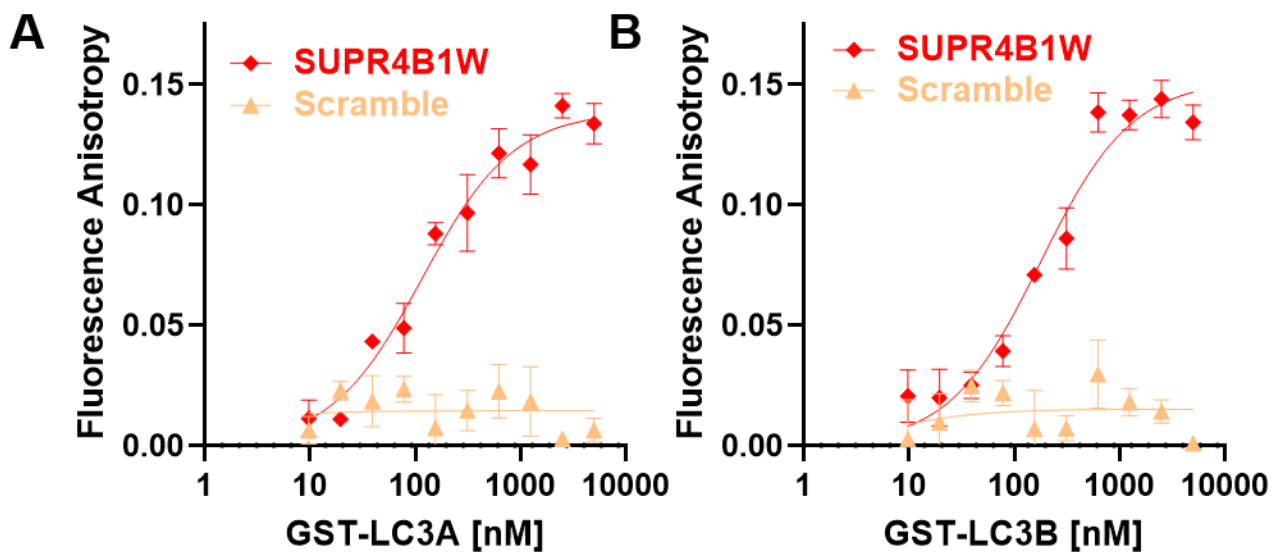 A
Fluorescence Anisotropy
SUPR4B1W
Scramble
0.15
0.10
0.05
0.00
1
10
100
1000
10000
GST-LC3A [nM]
B
Fluorescence Anisotropy
SUPR4B1W
Scramble
0.15
0.10
0.05
0.00
1
10
100
1000
10000
GST-LC3B [nM]